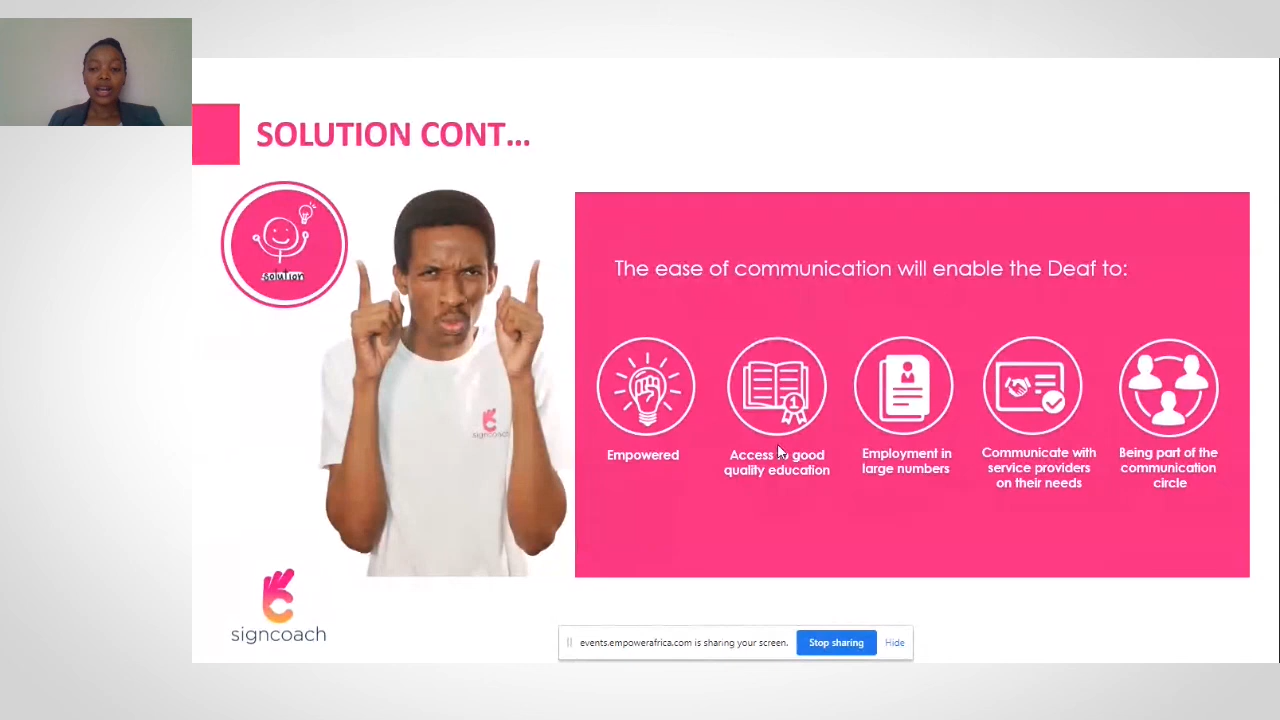 SOLUTION CONT...
solution
The ease of communication will enable the Deaf to:
Empowered
Access to good
quality education
Employment in
large numbers
Communicate with
service providers
on their needs
Being part of the
communication
circle
1
signcoach
signcoach
events.empowerafrica.com is sharing your screen.
Stop sharing
Hide